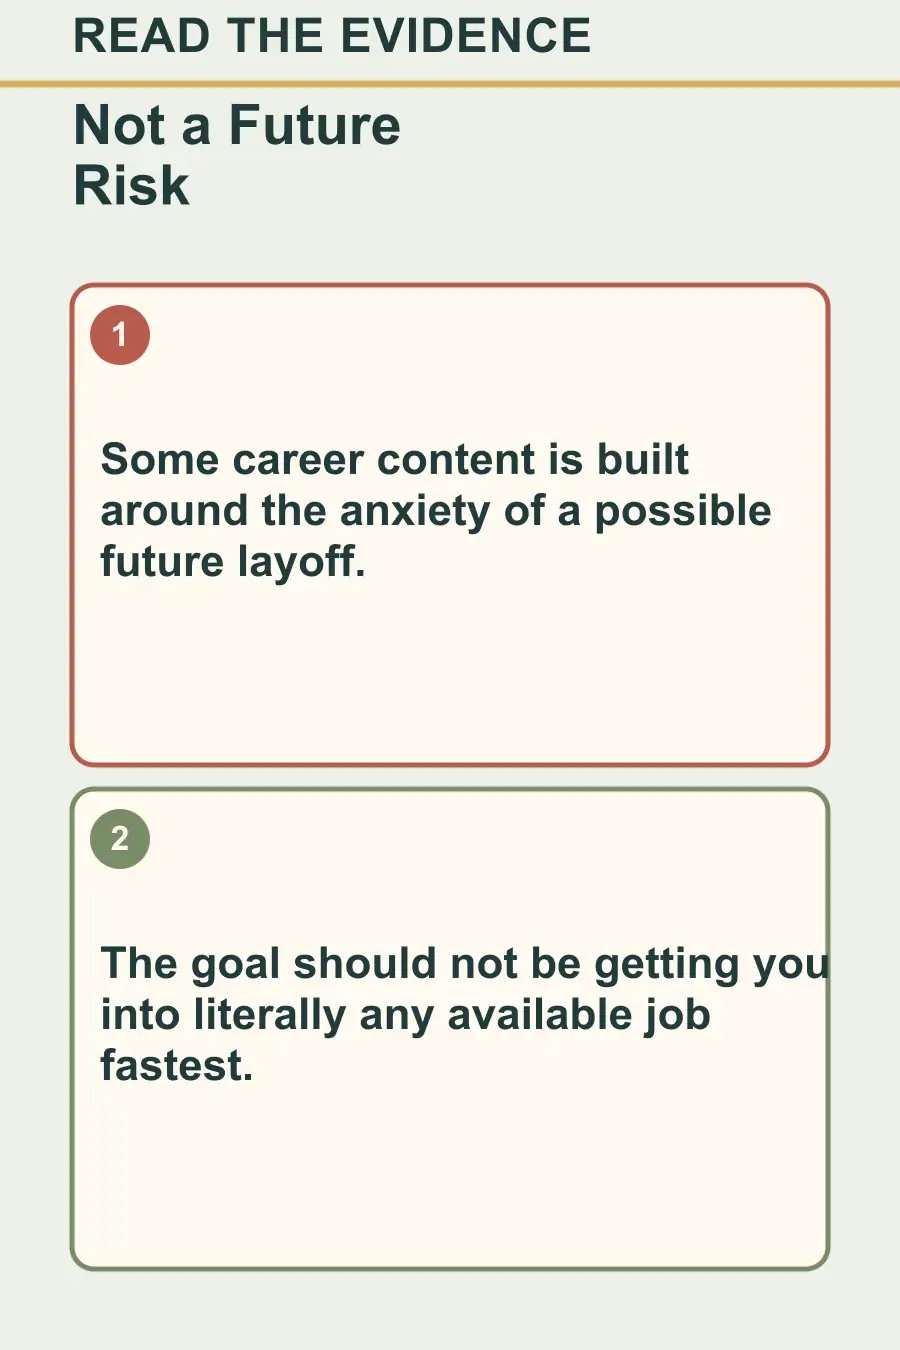 READ THE EVIDENCE
Not a Future
Risk
1
Some career content is built
around the anxiety of a possible
future layoff.
2
The goal should not be getting you
into literally any available job
fastest.